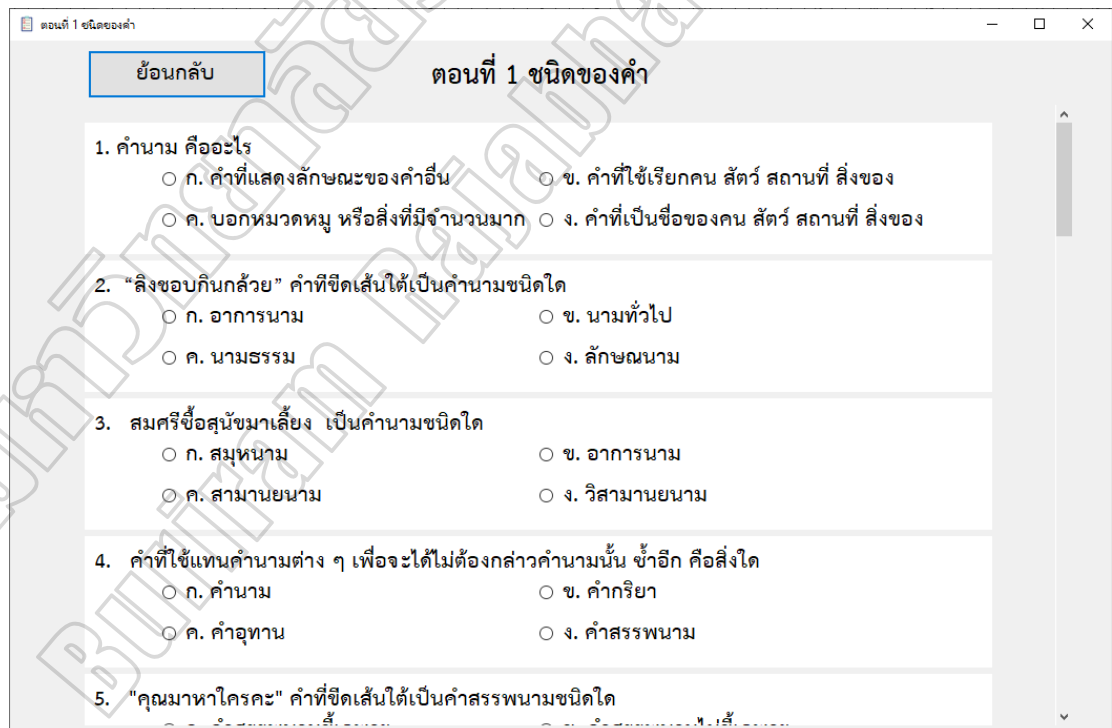 ตอนที่ 1 ชนิดของคำ
ย้อนกลับ
ตอนที่ 1 ชนิดของคำ
1. คำนาม คืออะไร
ก. คำที่แสดงลักษณะของคำอื่น
ข. คำที่ใช้เรียกคน สัตว์ สถานที่ สิ่งของ
ค. บอกหมวดหมู หรือสิ่งที่มีจำนวนมาก
ง. คำที่เป็นชื่อของคน สัตว์ สถานที่ สิ่งของ
2. “ลิงชอบกินกล้วย” คำทีขีดเส้นใต้เป็นคำนามชนิดใด
ก. อาการนาม
ข. นามทั่วไป
ค. นามธรรม
ง. ลักษณนาม
3. สมศรีซื้อสุนัขมาเลี้ยง เป็นคำนามชนิดใด
ก. สมุหนาม
ข. อาการนาม
ค. สามานยนาม
ง. วิสามานยนาม
4. คำที่ใช้แทนคำนามต่าง ๆ เพื่อจะได้ไม่ต้องกล่าวคำนามนั้น ซ้ำอีก คือสิ่งใด
ก. คำนาม
ข. คำกริยา
ค. คำอุทาน
ง. คำสรรพนาม
5. "คุณมาหาใครคะ" คำที่ขีดเส้นใต้เป็นคำสรรพนามชนิดใด
Buriram Rajabha